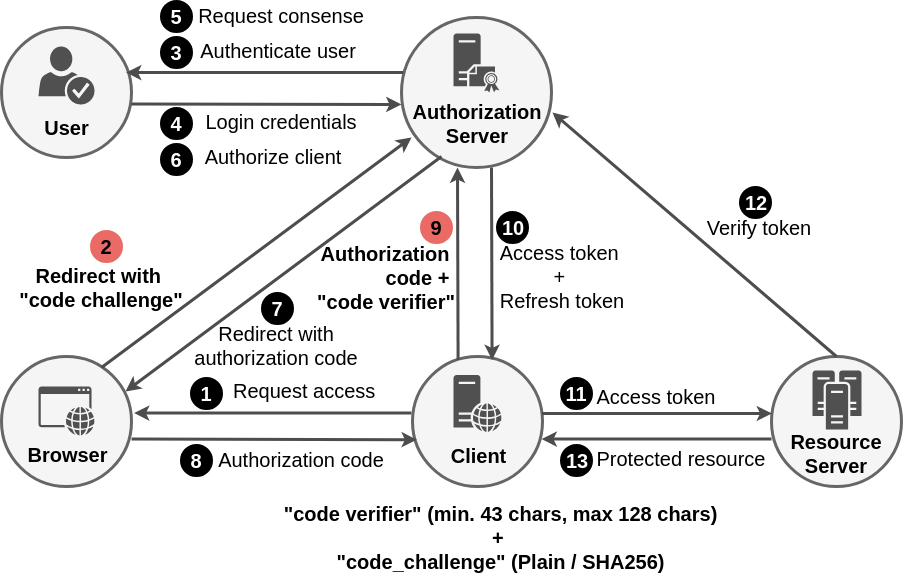 5 Request consense
3 Authenticate user
User
Authorization
Server
4 Login credentials
6 Authorize client
12
Verify token
2
Redirect with
"code challenge"
9
Authorization
code +
"code verifier"
10
Access token
+
Refresh token
7
Redirect with
authorization code
1 Request access
11 Access token
Browser
8 Authorization code
Client
13 Protected resource
Resource
Server
"code verifier" (min. 43 chars, max 128 chars)
+
"code_challenge" (Plain / SHA256)